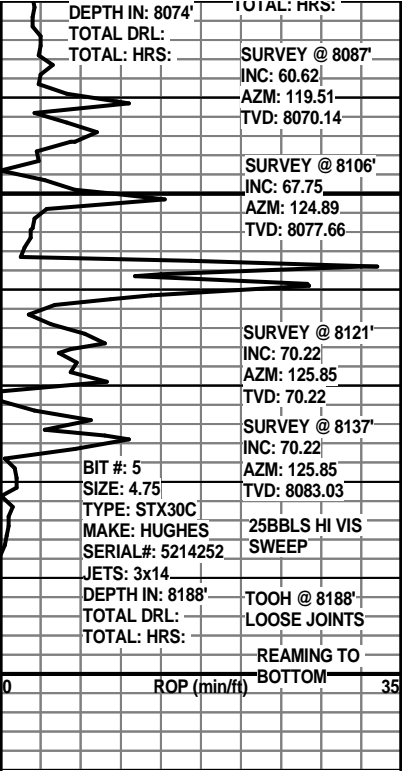 TOTAL: HRS:
DEPTH IN: 8074'
TOTAL DRL:
TOTAL: HRS:
SURVEY @ 8087'
INC: 60.62
AZM: 119.51
TVD: 8070.14
SURVEY @ 8106'
INC: 67.75
AZM: 124.89
TVD: 8077.66
SURVEY @ 8121'
INC: 70.22
AZM: 125.85
TVD: 70.22
SURVEY @ 8137'
INC: 70.22
AZM: 125.85
TVD: 8083.03
BIT #: 5
SIZE: 4.75
TYPE: STX30C
MAKE: HUGHES
SERIAL#: 5214252
JETS: 3x14
DEPTH IN: 8188'
TOTAL DRL:
TOTAL: HRS:
25BBLS HI VIS
SWEEP
TOOH @ 8188'
LOOSE JOINTS
REAMING TO
BOTTOM
0 ROP (min/ft) 35